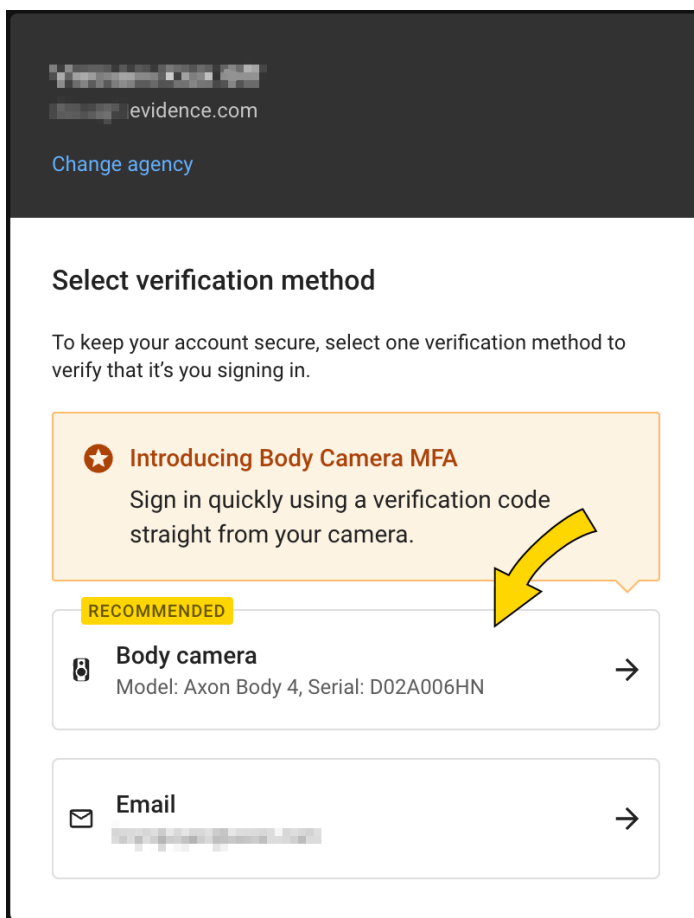 evidence.com
Change agency
Select verification method
To keep your account secure, select one verification method to
verify that it’s you signing in.
Introducing Body Camera MFA
Sign in quickly using a verification code
straight from your camera.
RECOMMENDED
Body camera
Model: Axon Body 4, Serial: D02A006HN
Email